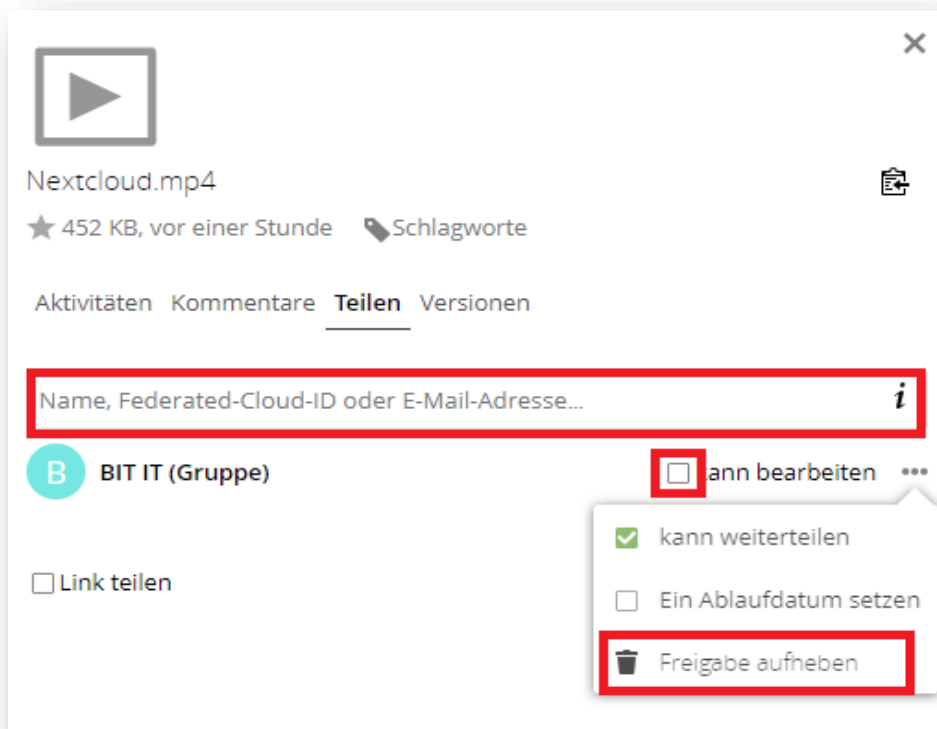 Nextcloud.mp4
452 KB, vor einer Stunde Schlagworte
Aktivitäten Kommentare Teilen Versionen
Name, Federated-Cloud-ID oder E-Mail-Adresse... i
B BIT IT (Gruppe) kann bearbeiten
kann weiterteilen
Link teilen
Ein Ablaufdatum setzen
Freigabe aufheben